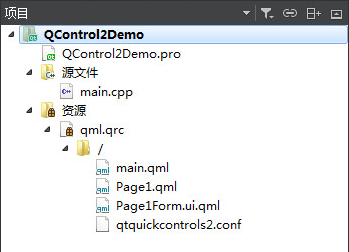 项目
QControl2Demo
QControl2Demo.pro
源文件
main.cpp
资源
qml.qrc
/
main.qml
Page1.qml
Page1Form.ui.qml
qtquickcontrols2.conf